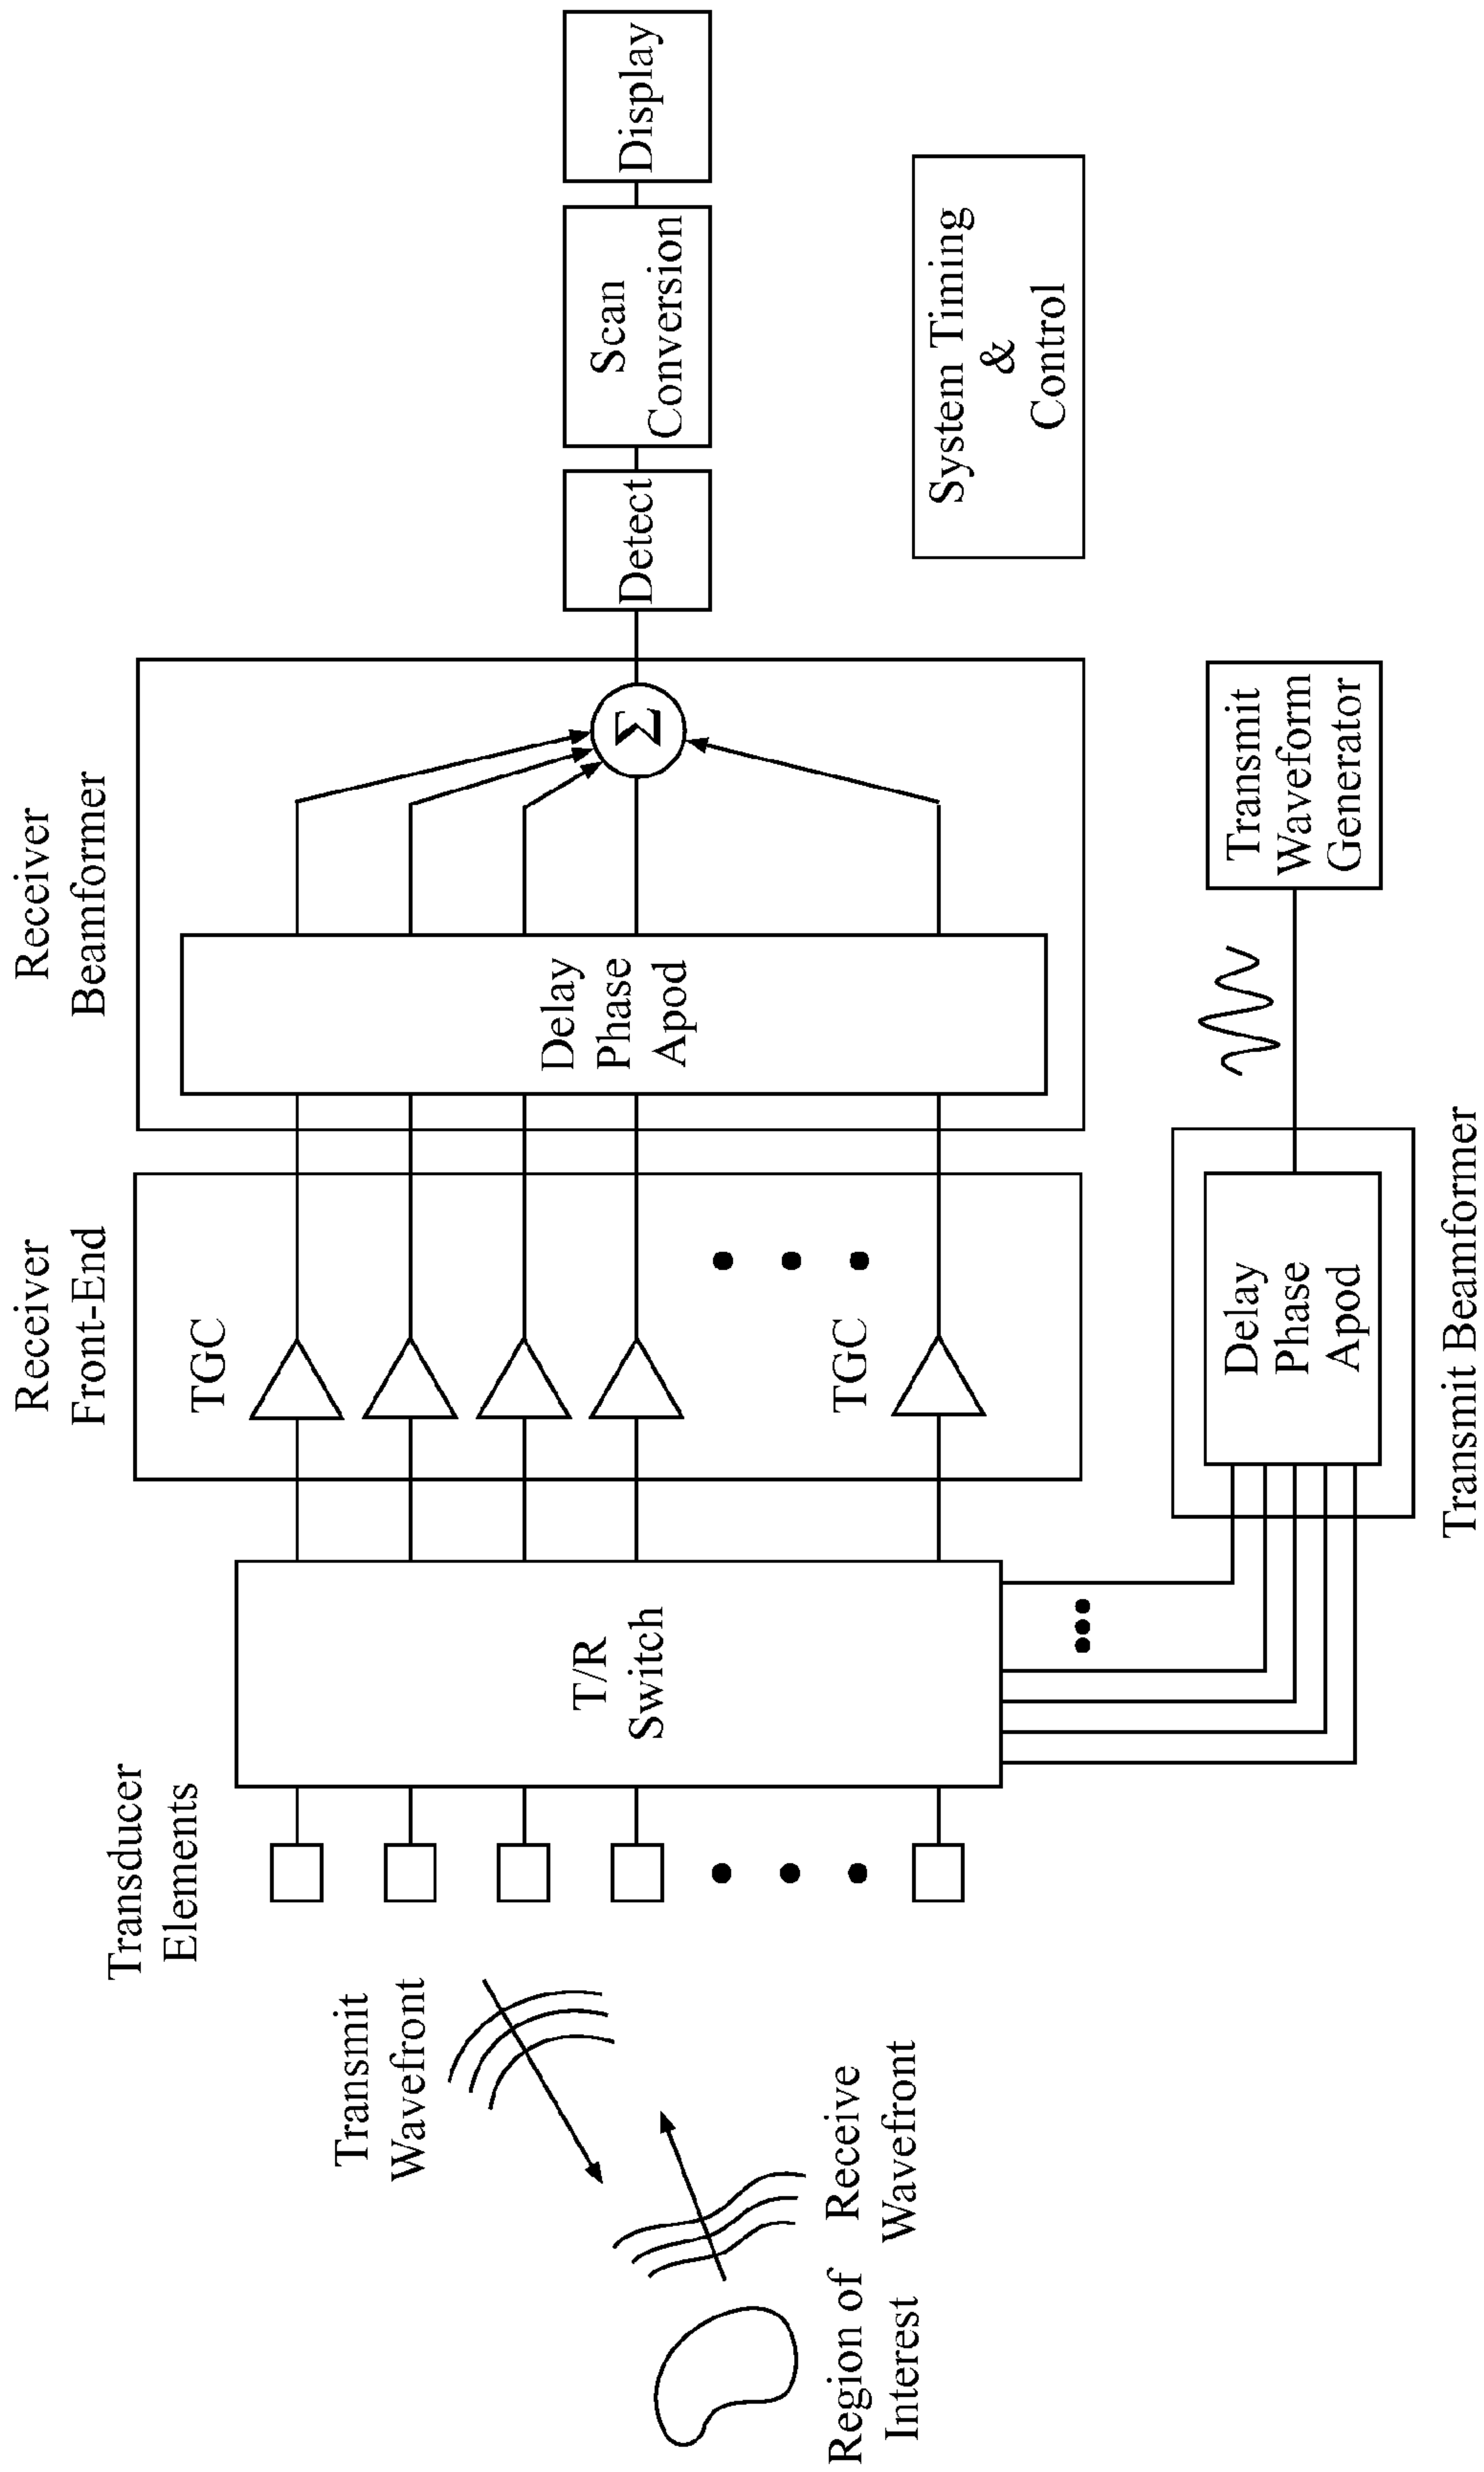 Transducer
Elements
Receiver
Front-End
Receiver
Beamformer
Transmit
Wavefront
Region of
Interest
Receive
Wavefront
T/R
Switch
TGC
TGC
Delay
Phase
Apod
Σ
Detect
Scan
Conversion
Display
System Timing
&
Control
Delay
Phase
Apod
Transmit Beamformer
Transmit
Waveform
Generator